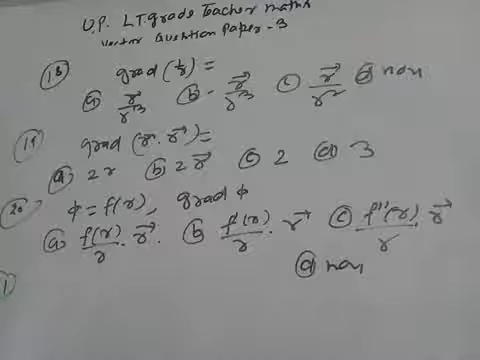 U.P. LT.grade Teacher maths
Vector Question Paper - 3
(18) grad (1/r) =
(a) r⃗/r³ (b) - r⃗/r³ (c) r⃗/r² (d) non
(19) grad (r⃗. r⃗) =
(a) 2r (b) 2r⃗ (c) 2 (d) 3
(20) φ = f(r), grad φ
(a) f(r)/r . r⃗. (b) f'(r)/r . r⃗ (c) f''(r)/r . r⃗
(d) non